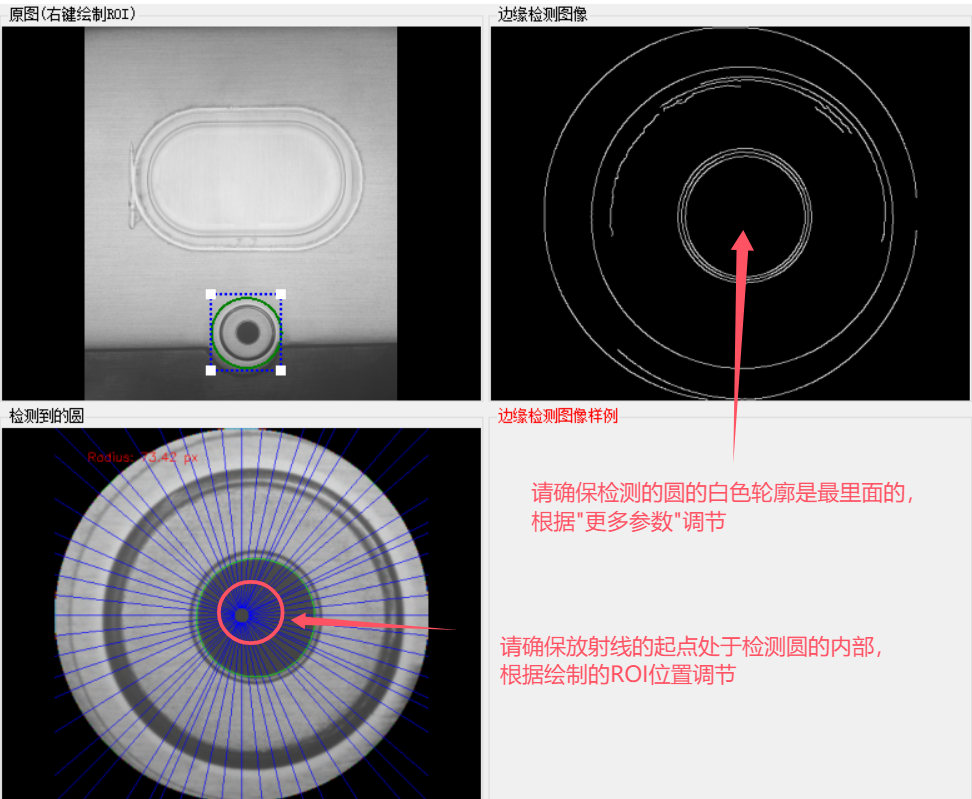 原图(右键绘制ROI)
边缘检测图像
检测到的圆
边缘检测图像样例
Radius: 73.42 px
请确保检测的圆的白色轮廓是最里面的,
根据"更多参数"调节
请确保放射线的起点处于检测圆的内部,
根据绘制的ROI位置调节